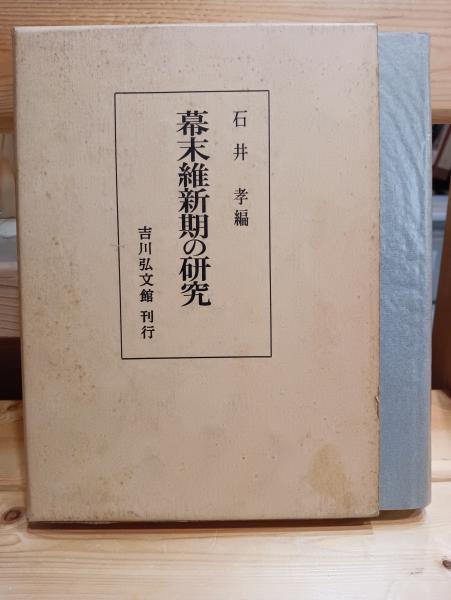 石井 孝編
幕末維新期の研究
吉川弘文館 刊行